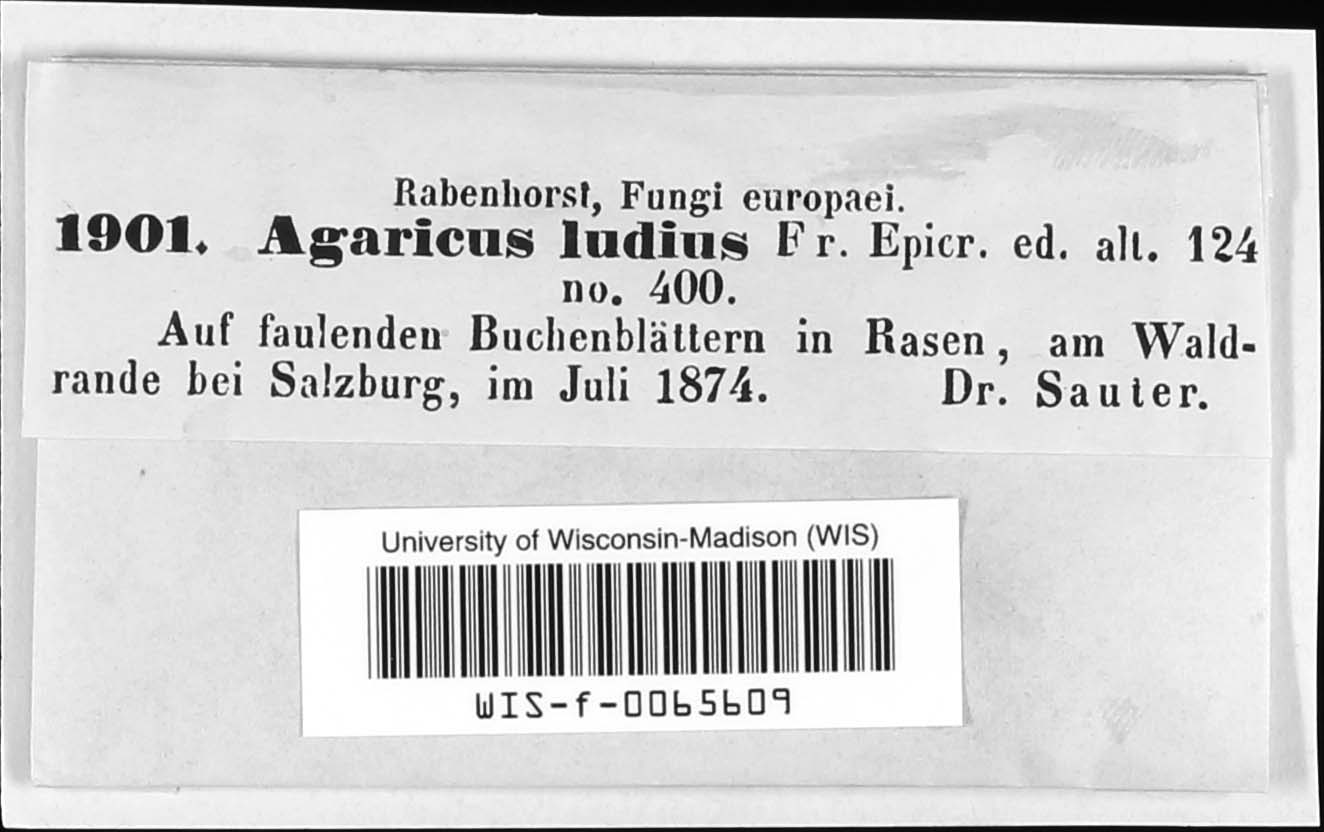 Rabenhorst, Fungi europaei.
1901. Agaricus ludius Fr. Epicr. ed. alt. 124
no. 400.
Auf faulenden Buchenblättern in Rasen, am Wald-
rande bei Salzburg, im Juli 1874. Dr. Sauter.
University of Wisconsin-Madison (WIS)
WIS-f-0065609